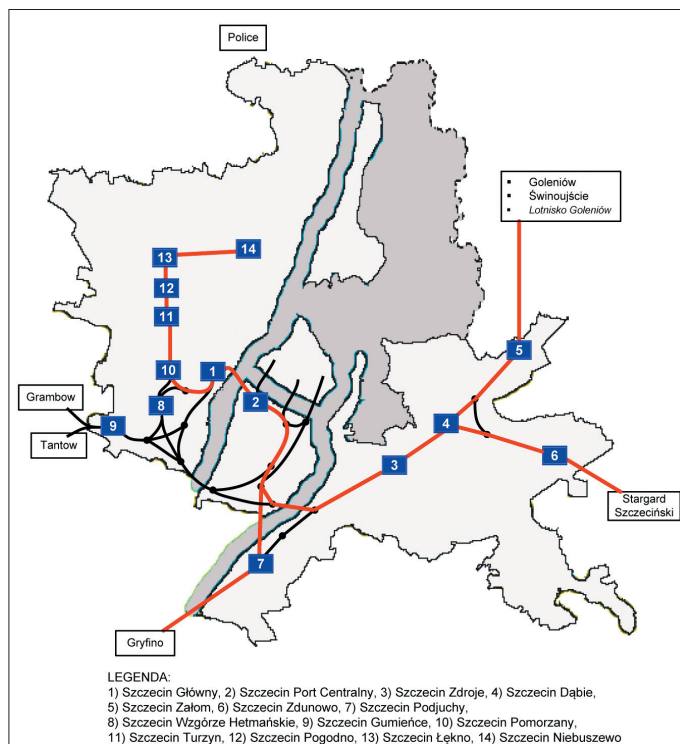 Police
Goleniów
Świnoujście
Lotnisko Goleniów
14
13
12
11
5
10
1
8
2
Grambow
9
4
Tantow
6
3
Stargard
Szczeciński
7
Gryfino
LEGENDA:
1) Szczecin Główny, 2) Szczecin Port Centralny, 3) Szczecin Zdroje, 4) Szczecin Dąbie,
5) Szczecin Załom, 6) Szczecin Zdunowo, 7) Szczecin Podjuchy,
8) Szczecin Wzgórze Hetmańskie, 9) Szczecin Gumieńce, 10) Szczecin Pomorzany,
11) Szczecin Turzyn, 12) Szczecin Pogodno, 13) Szczecin Łękno, 14) Szczecin Niebuszewo